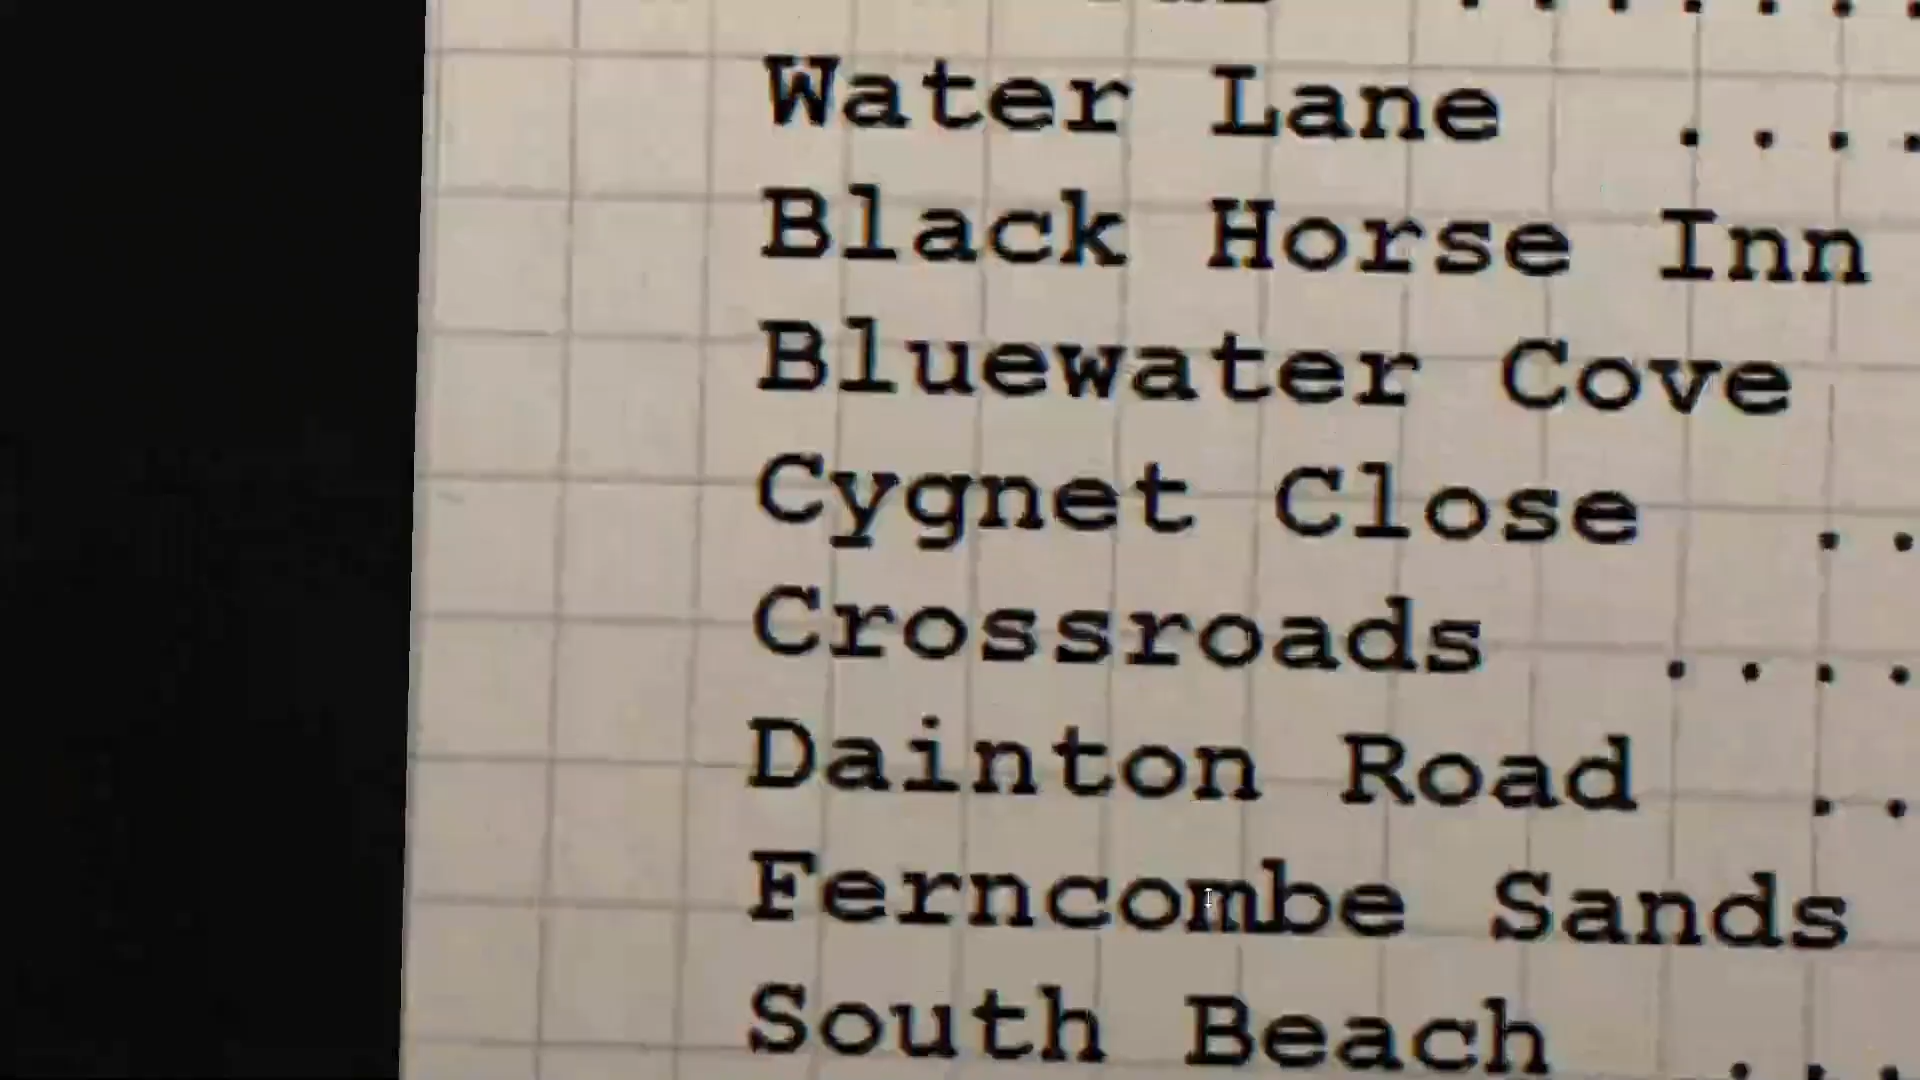 Water Lane ....
Black Horse Inn
Bluewater Cove
Cygnet Close ..
Crossroads ....
Dainton Road ..
Ferncombe Sands
South Beach ...